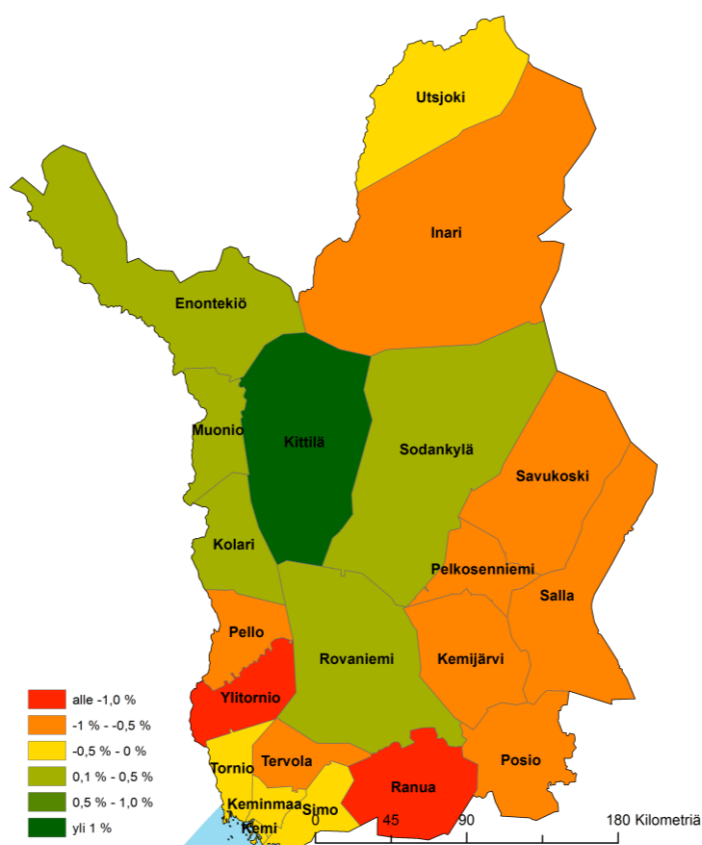 Utsjoki
Inari
Enontekiö
Muonio
Kittilä
Sodankylä
Savukoski
Kolari
Pelkosenniemi
Salla
Pello
Rovaniemi
Kemijärvi
Ylitornio
Tornio
Tervola
Posio
Ranua
Keminmaa
Simo
Kemi
alle -1,0 %
-1 % - -0,5 %
-0,5 % - 0 %
0,1 % - 0,5 %
0,5 % - 1,0 %
yli 1 %
0 45 90 180 Kilometriä